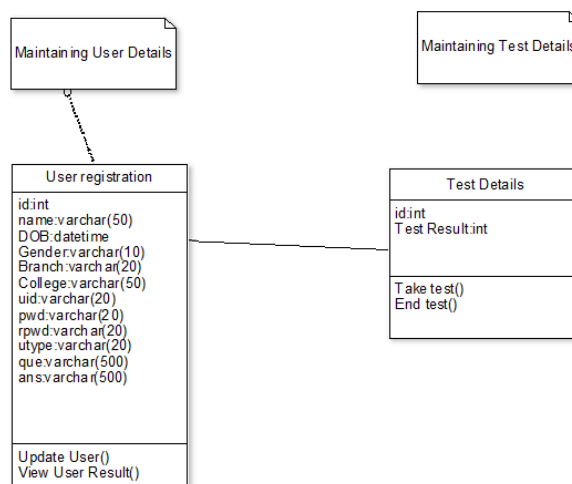 Maintaining User Details
Maintaining Test Details
User registration
id:int
name:varchar(50)
DOB:datetime
Gender:varchar(10)
Branch:varchar(20)
College:varchar(50)
uid:varchar(20)
pwd:varchar(20)
rpwd:varchar(20)
utype:varchar(20)
que:varchar(500)
ans:varchar(500)
Update User()
View User Result()
Test Details
id:int
Test Result:int
Take test()
End test()